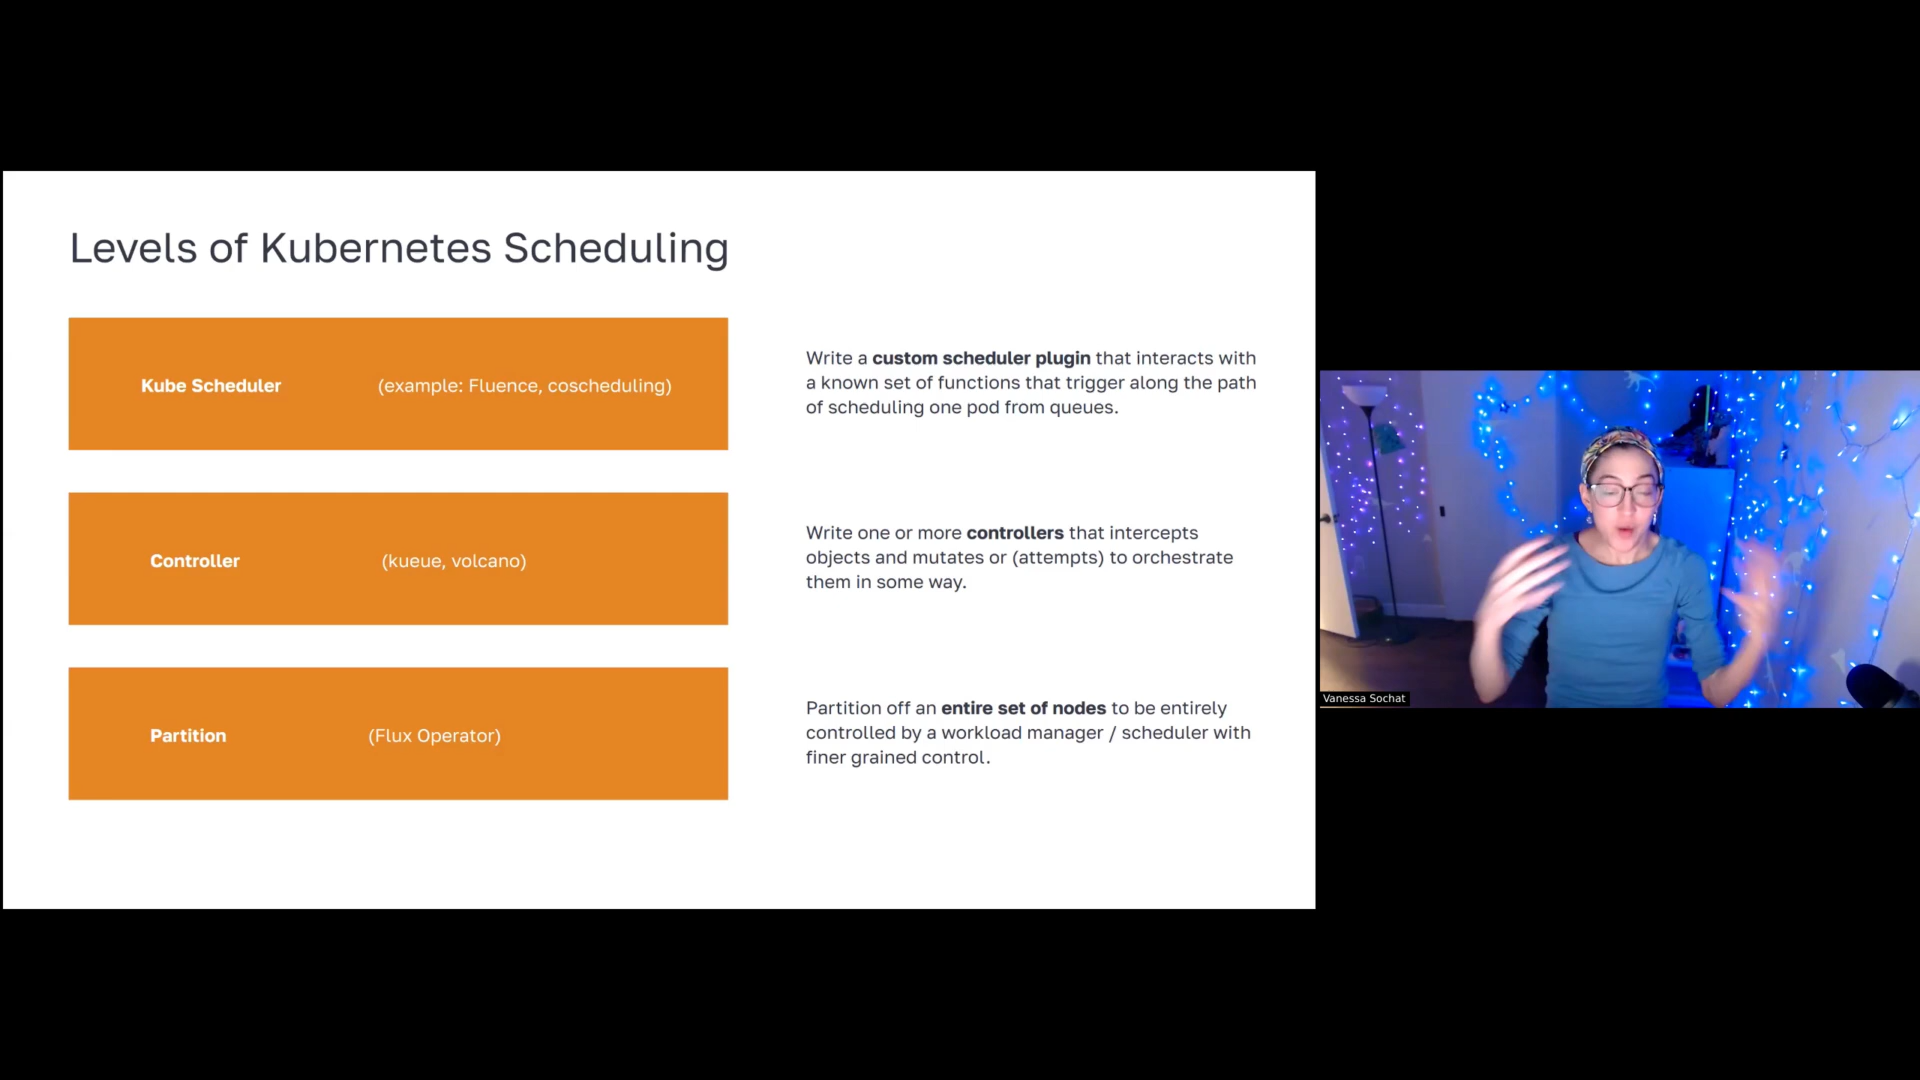 Levels of Kubernetes Scheduling
Kube Scheduler (example: Fluence, coscheduling)
Write a custom scheduler plugin that interacts with
a known set of functions that trigger along the path
of scheduling one pod from queues.
Controller (kueue, volcano)
Write one or more controllers that intercepts
objects and mutates or (attempts) to orchestrate
them in some way.
Partition (Flux Operator)
Partition off an entire set of nodes to be entirely
controlled by a workload manager / scheduler with
finer grained control.
Vanessa Sochat